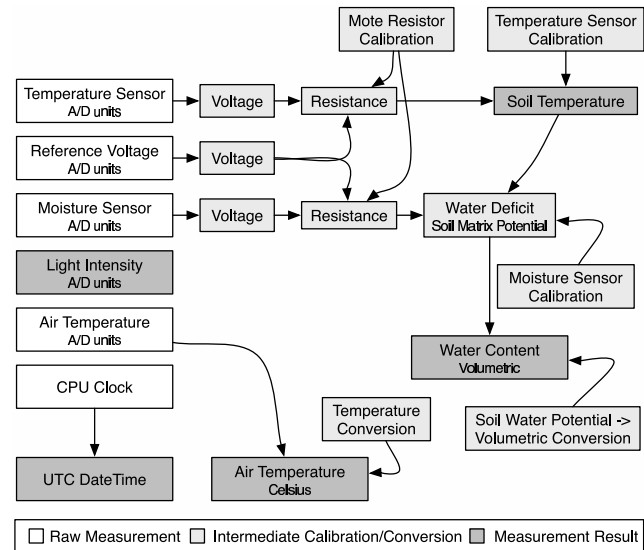 Mote Resistor
Calibration
Temperature Sensor
Calibration
Temperature Sensor
A/D units
Voltage
Resistance
Soil Temperature
Reference Voltage
A/D units
Voltage
Moisture Sensor
A/D units
Voltage
Resistance
Water Deficit
Soil Matrix Potential
Light Intensity
A/D units
Moisture Sensor
Calibration
Air Temperature
A/D units
Water Content
Volumetric
CPU Clock
Temperature
Conversion
Soil Water Potential ->
Volumetric Conversion
UTC DateTime
Air Temperature
Celsius
Raw Measurement
Intermediate Calibration/Conversion
Measurement Result